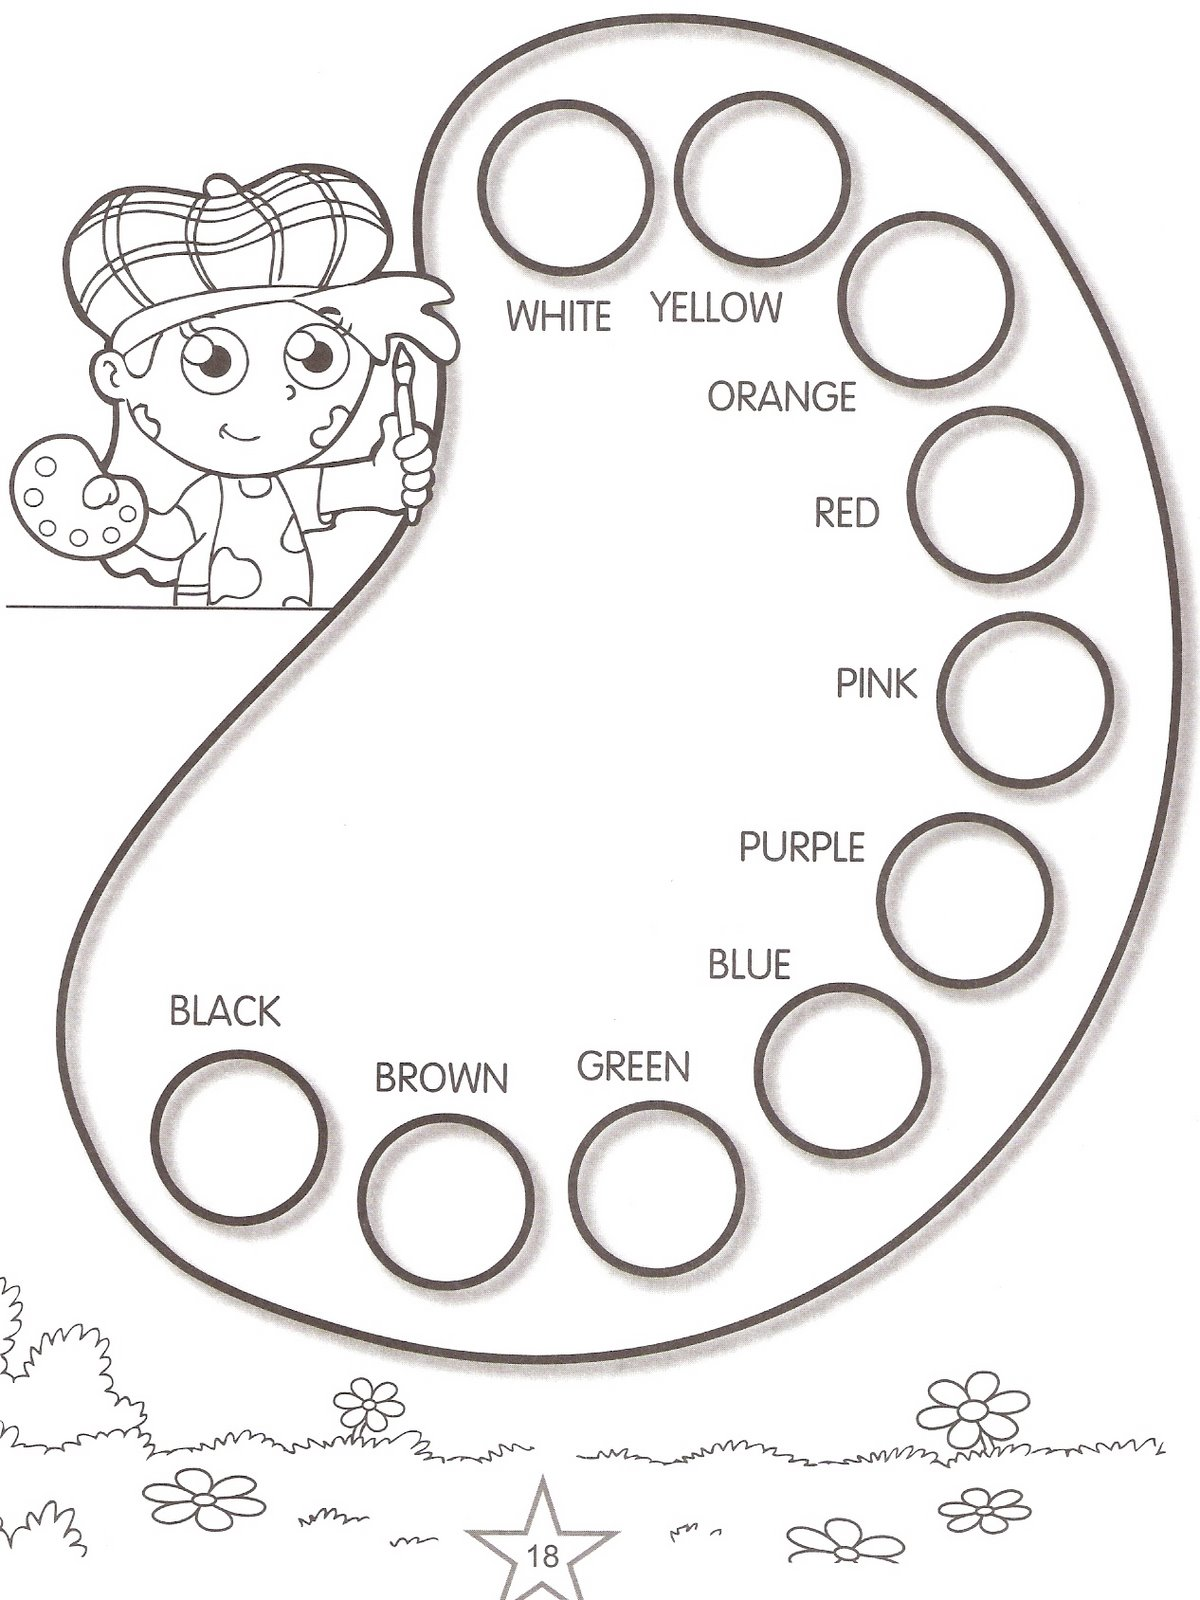 WHITE
YELLOW
ORANGE
RED
PINK
PURPLE
BLUE
GREEN
BROWN
BLACK
18